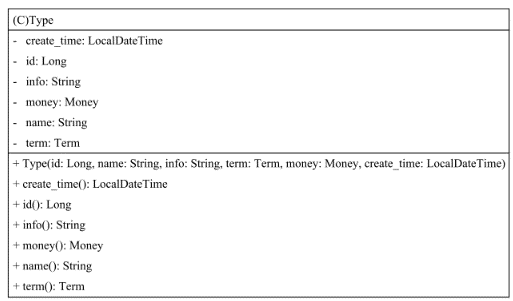 (C)Type
- create_time: LocalDateTime
- id: Long
- info: String
- money: Money
- name: String
- term: Term
+ Type(id: Long, name: String, info: String, term: Term, money: Money, create_time: LocalDateTime)
+ create_time(): LocalDateTime
+ id(): Long
+ info(): String
+ money(): Money
+ name(): String
+ term(): Term